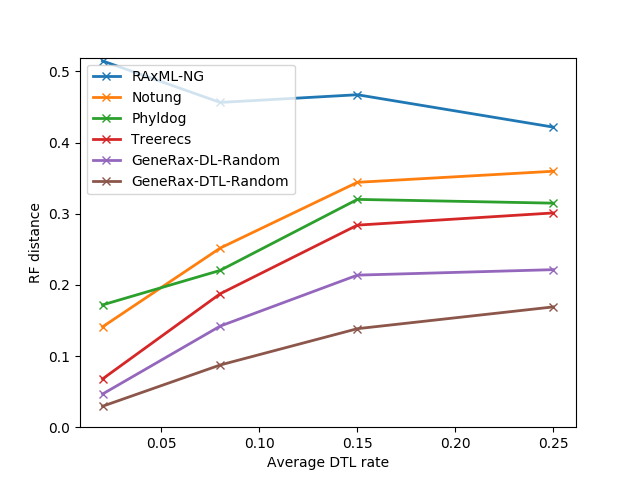 RAxML-NG
Notung
Phyldog
Treerecs
GeneRax-DL-Random
GeneRax-DTL-Random
0.5
0.4
0.3
0.2
0.1
0.0
RF distance
0.05 0.10 0.15 0.20 0.25
Average DTL rate